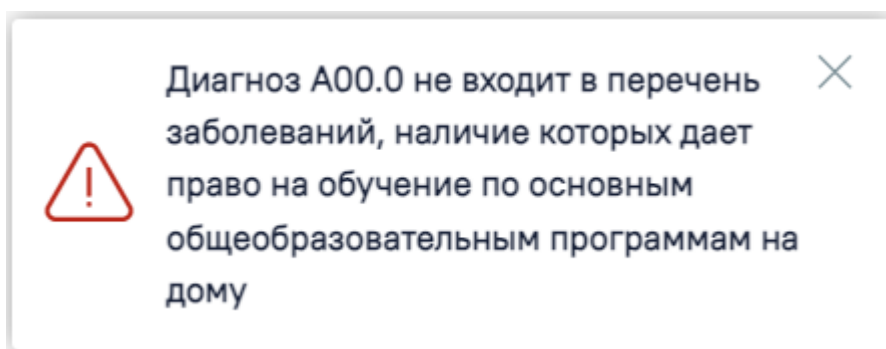 Диагноз А00.0 не входит в перечень
заболеваний, наличие которых дает
право на обучение по основным
общеобразовательным программам на
дому